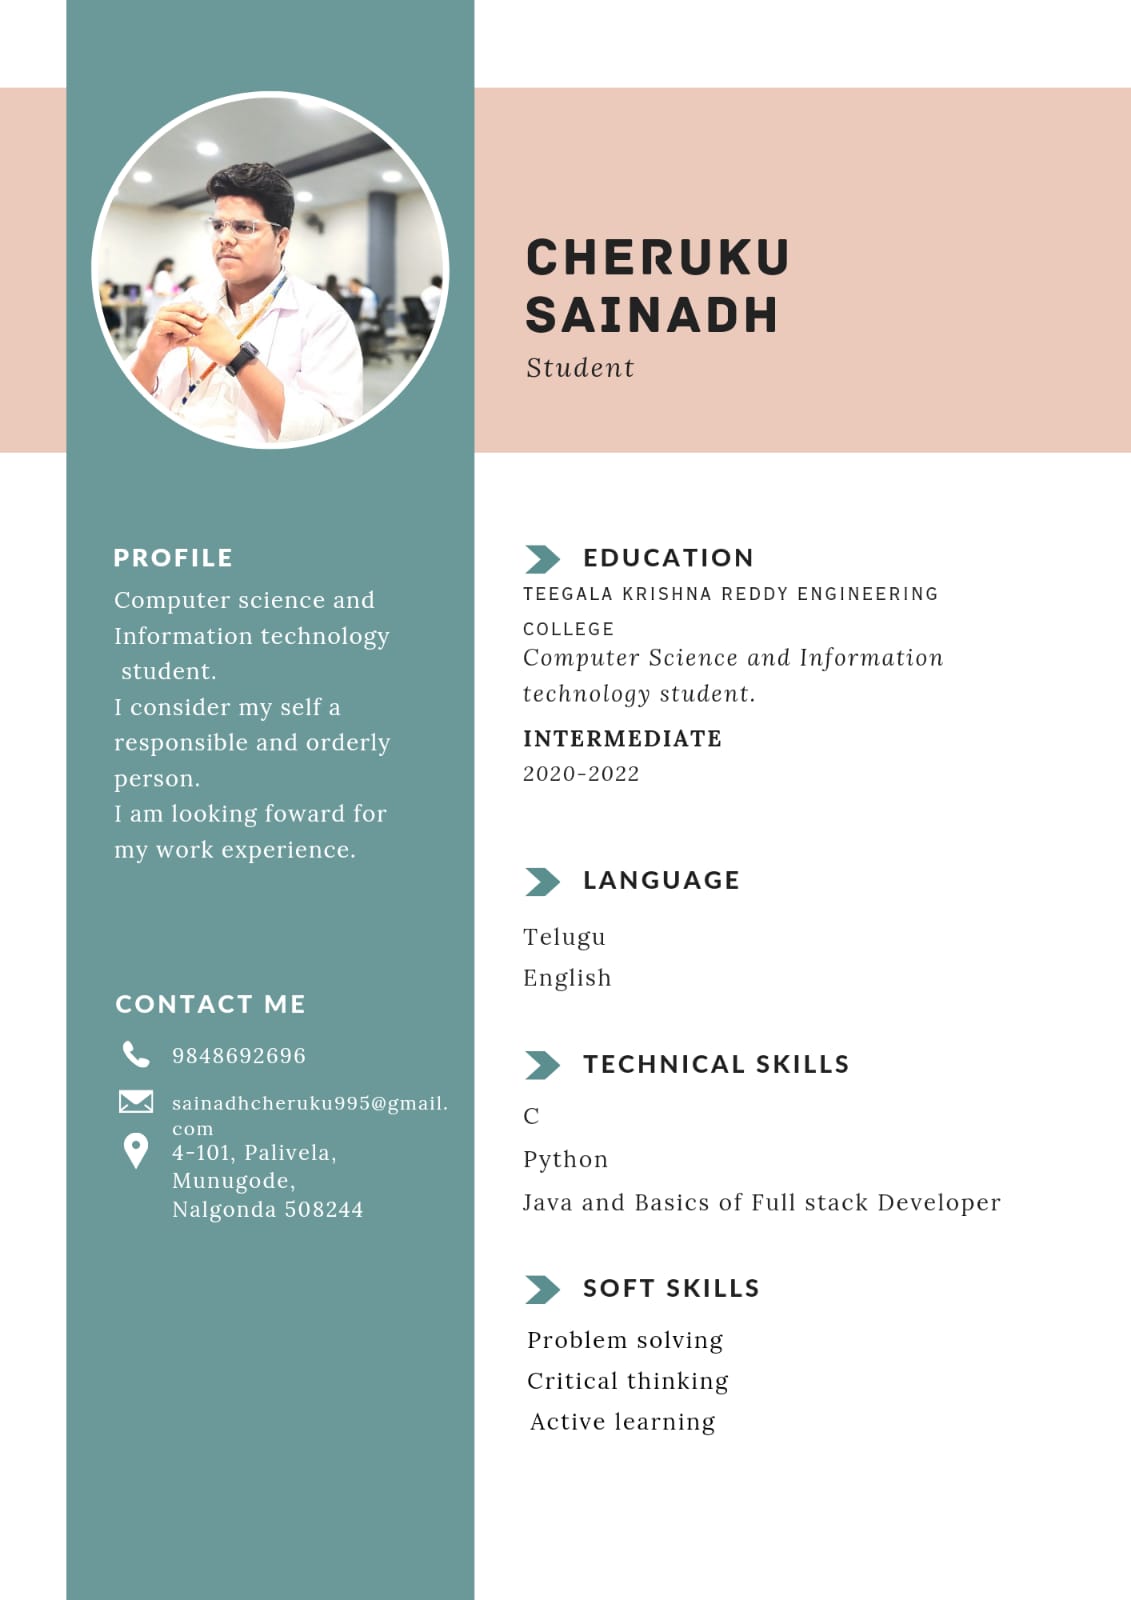 CHERUKU
SAINADH
Student
PROFILE
Computer science and
Information technology
student.
I consider my self a
responsible and orderly
person.
I am looking foward for
my work experience.
CONTACT ME
9848692696
sainadhcheruku995@gmail.
com
4-101, Palivela,
Munugode,
Nalgonda 508244
EDUCATION
TEEGALA KRISHNA REDDY ENGINEERING
COLLEGE
Computer Science and Information
technology student.
INTERMEDIATE
2020-2022
LANGUAGE
Telugu
English
TECHNICAL SKILLS
C
Python
Java and Basics of Full stack Developer
SOFT SKILLS
Problem solving
Critical thinking
Active learning